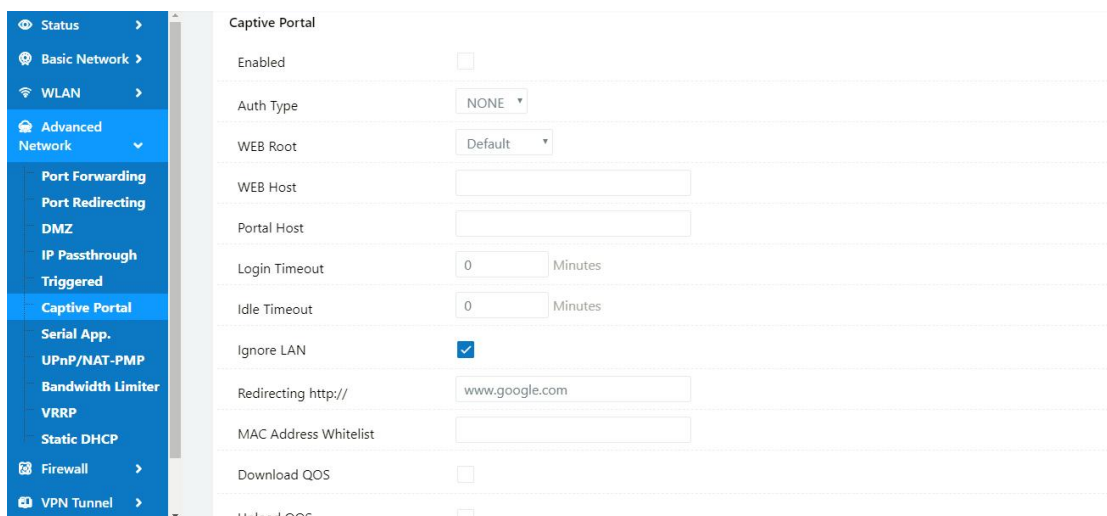 Status
Basic Network
WLAN
Advanced
Network
Port Forwarding
Port Redirecting
DMZ
IP Passthrough
Triggered
Captive Portal
Serial App.
UPnP/NAT-PMP
Bandwidth Limiter
VRRP
Static DHCP
Firewall
VPN Tunnel
Captive Portal
Enabled
Auth Type NONE
WEB Root Default
WEB Host
Portal Host
Login Timeout 0 Minutes
Idle Timeout 0 Minutes
Ignore LAN
Redirecting http:// www.google.com
MAC Address Whitelist
Download QOS
Upload QOS